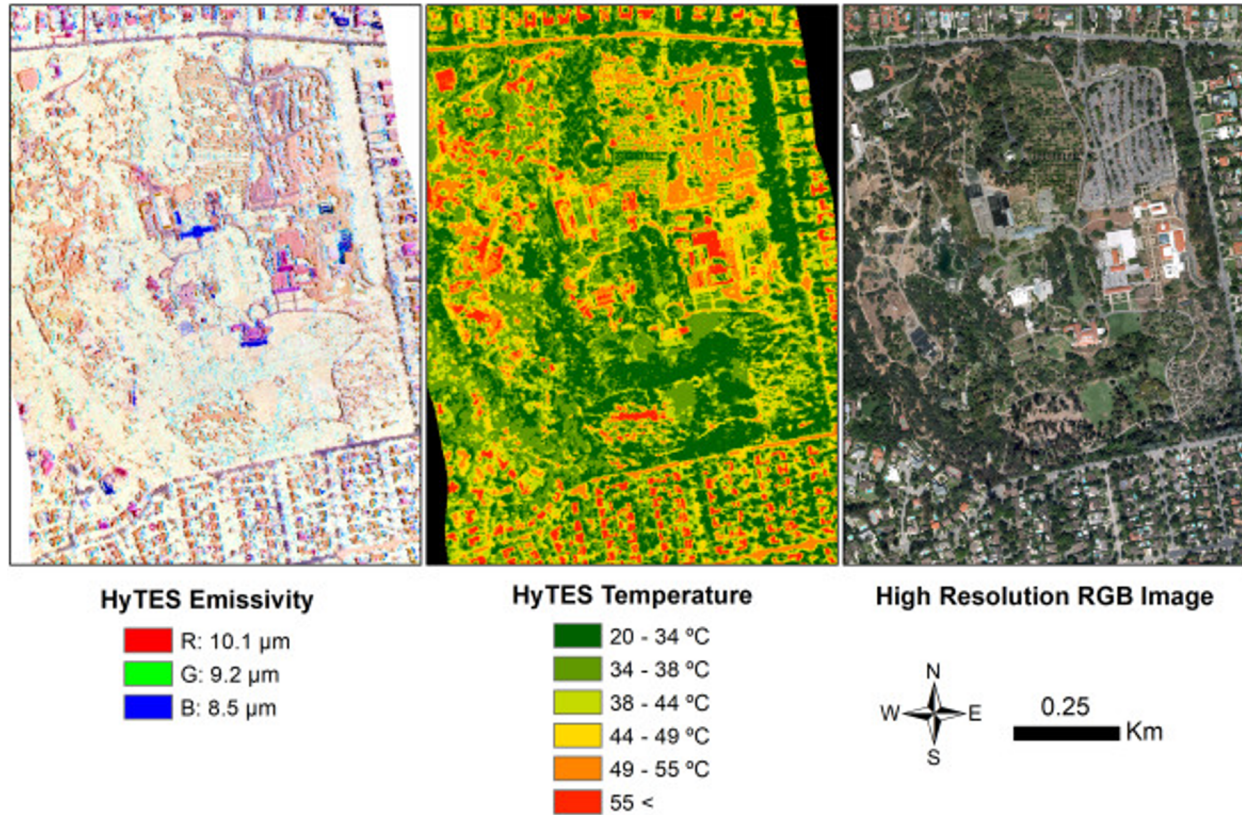 HyTES Emissivity
R: 10.1 µm
G: 9.2 µm
B: 8.5 µm
HyTES Temperature
20 - 34 ºC
34 - 38 ºC
38 - 44 ºC
44 - 49 ºC
49 - 55 ºC
55 <
High Resolution RGB Image
N
W E
S
0.25
Km